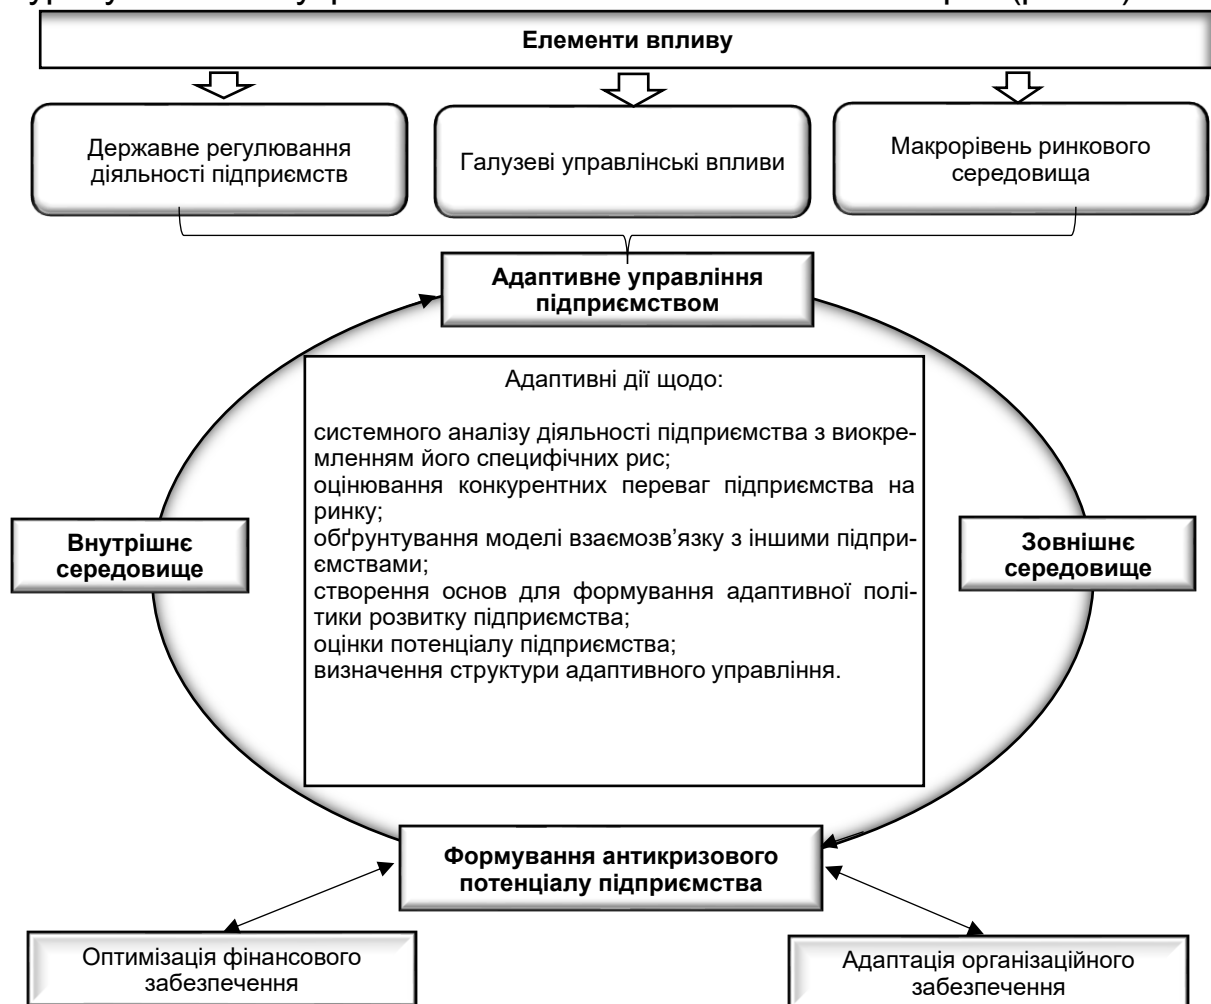 Елементи впливу
Державне регулювання
діяльності підприємств
Галузеві управлінські впливи
Макрорівень ринкового
середовища
Адаптивне управління
підприємством
Адаптивні дії щодо:
системного аналізу діяльності підприємства з виокре-
мленням його специфічних рис;
оцінювання конкурентних переваг підприємства на
ринку;
обґрунтування моделі взаємозв’язку з іншими підпри-
ємствами;
створення основ для формування адаптивної полі-
тики розвитку підприємства;
оцінки потенціалу підприємства;
визначення структури адаптивного управління.
Внутрішнє
середовище
Зовнішнє
середовище
Формування антикризового
потенціалу підприємства
Оптимізація фінансового
забезпечення
Адаптація організаційного
забезпечення